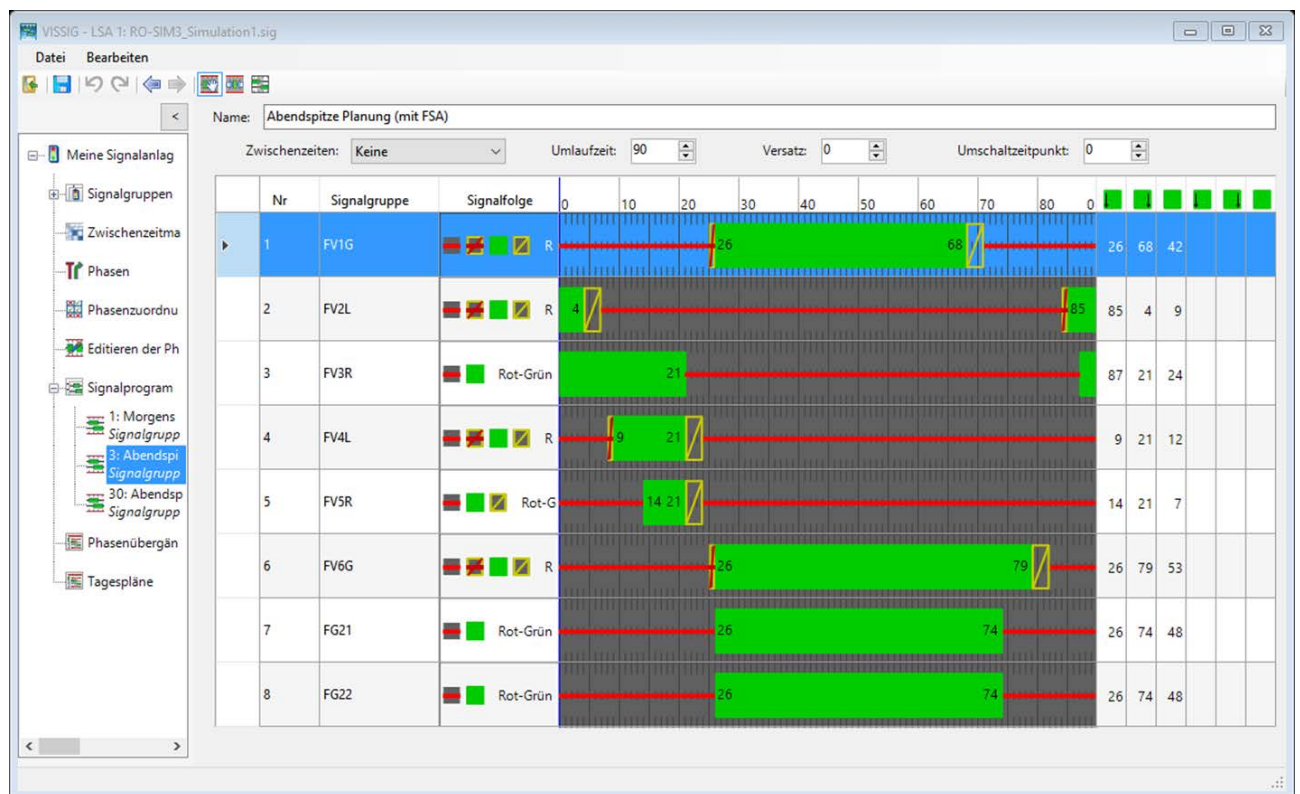 VISSIG - LSA 1: RO-SIM3_Simulation1.sig
Datei Bearbeiten
<
Name: Abendspitze Planung (mit FSA)
Zwischenzeiten: Keine Umlaufzeit: 90 Versatz: 0 Umschaltzeitpunkt: 0
Meine Signalanlag
Signalgruppen
Zwischenzeitma
Phasen
Phasenzuordnu
Editieren der Ph
Signalprogram
1: Morgens
Signalgrupp
3: Abendspi
Signalgrupp
30: Abendsp
Signalgrupp
Phasenübergän
Tagespläne
Nr Signalgruppe Signalfolge 0 10 20 30 40 50 60 70 80 0
1 FV1G R 26 68 26 68 42
2 FV2L R 4 85 85 4 9
3 FV3R Rot-Grün 21 87 21 24
4 FV4L R 9 21 9 21 12
5 FV5R Rot-G 14 21 14 21 7
6 FV6G R 26 79 26 79 53
7 FG21 Rot-Grün 26 74 26 74 48
8 FG22 Rot-Grün 26 74 26 74 48
< >